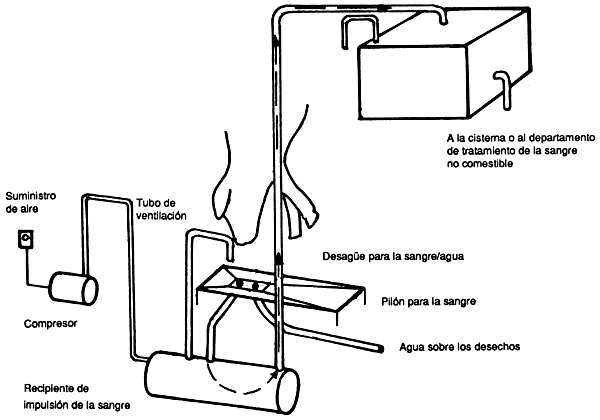 A la cisterna o al departamento
de tratamiento de la sangre
no comestible
Suministro
de aire
Tubo de
ventilación
Desagüe para la sangre/agua
Pilón para la sangre
Compresor
Agua sobre los desechos
Recipiente de
impulsión de la sangre